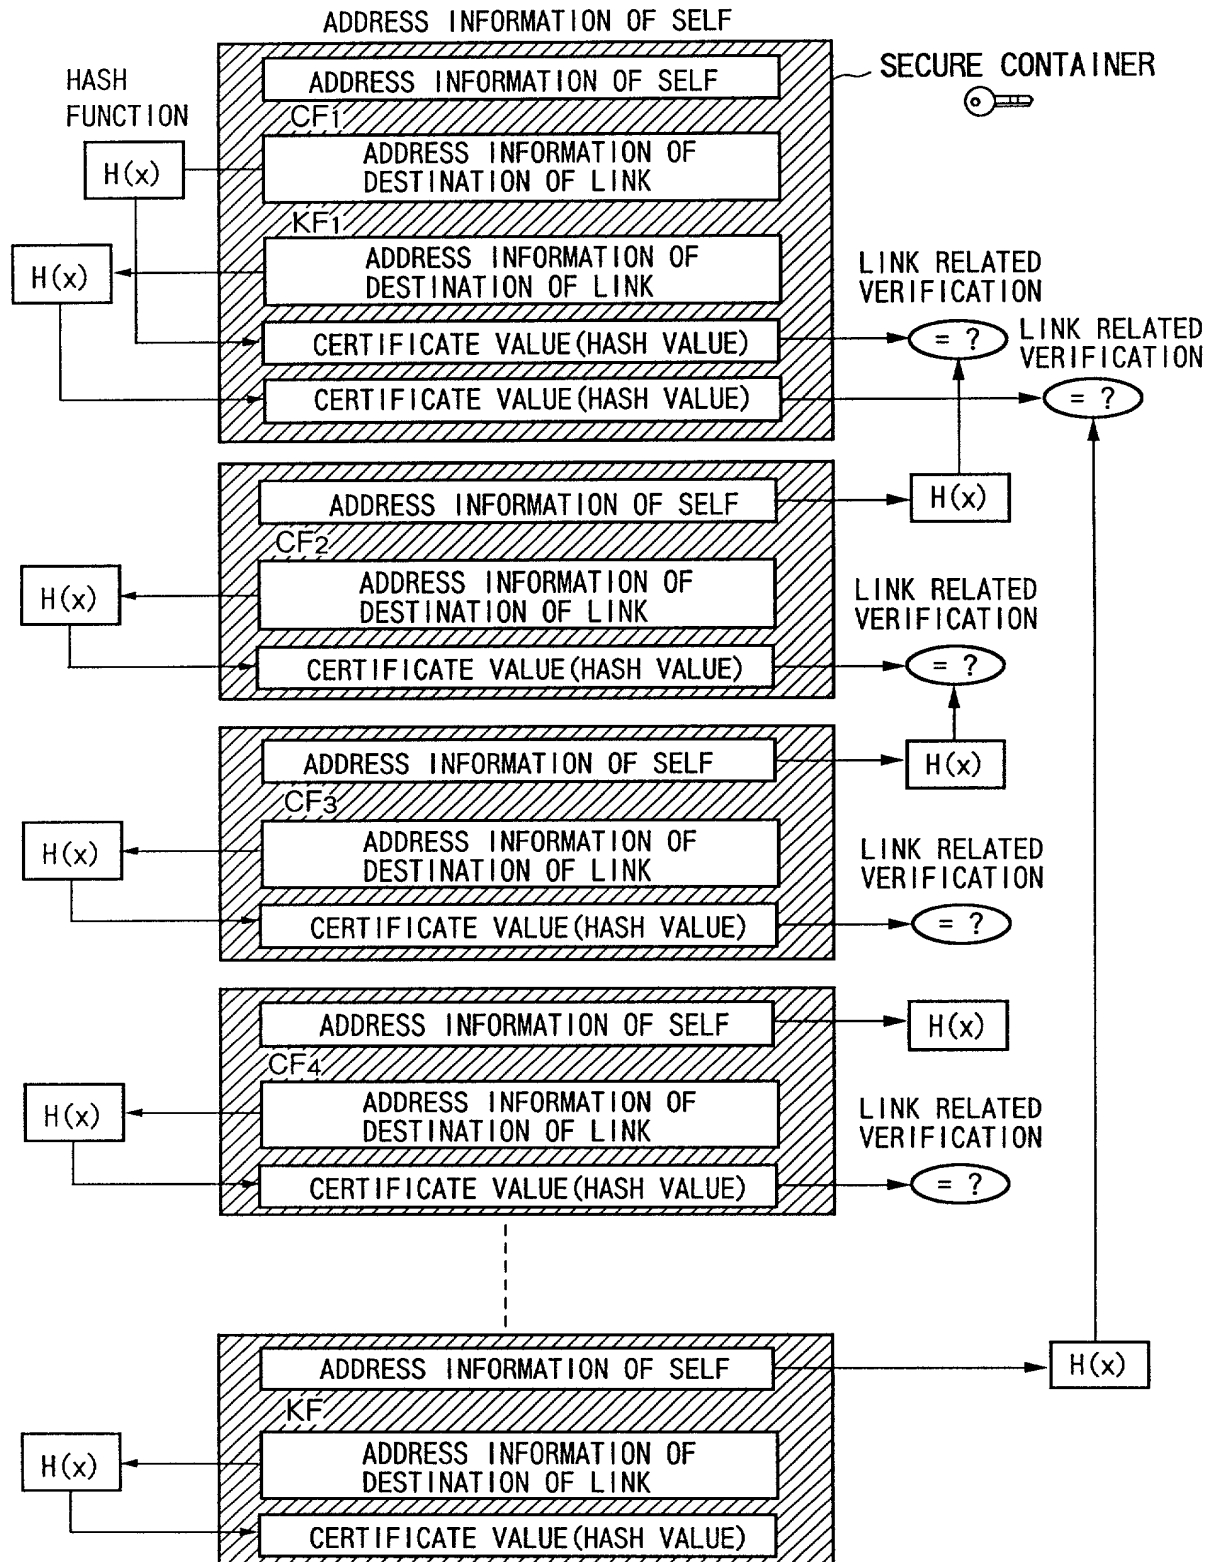 ADDRESS INFORMATION OF SELF
ADDRESS INFORMATION OF SELF
SECURE CONTAINER
HASH
FUNCTION
CF1
H(x)
ADDRESS INFORMATION OF
DESTINATION OF LINK
KF1
H(x)
ADDRESS INFORMATION OF
DESTINATION OF LINK
LINK RELATED
VERIFICATION
CERTIFICATE VALUE(HASH VALUE)
= ?
LINK RELATED
VERIFICATION
CERTIFICATE VALUE(HASH VALUE)
= ?
ADDRESS INFORMATION OF SELF
H(x)
CF2
H(x)
ADDRESS INFORMATION OF
DESTINATION OF LINK
LINK RELATED
VERIFICATION
CERTIFICATE VALUE(HASH VALUE)
= ?
ADDRESS INFORMATION OF SELF
H(x)
CF3
H(x)
ADDRESS INFORMATION OF
DESTINATION OF LINK
LINK RELATED
VERIFICATION
CERTIFICATE VALUE(HASH VALUE)
= ?
ADDRESS INFORMATION OF SELF
H(x)
CF4
H(x)
ADDRESS INFORMATION OF
DESTINATION OF LINK
LINK RELATED
VERIFICATION
CERTIFICATE VALUE(HASH VALUE)
= ?
ADDRESS INFORMATION OF SELF
H(x)
KF
H(x)
ADDRESS INFORMATION OF
DESTINATION OF LINK
CERTIFICATE VALUE(HASH VALUE)